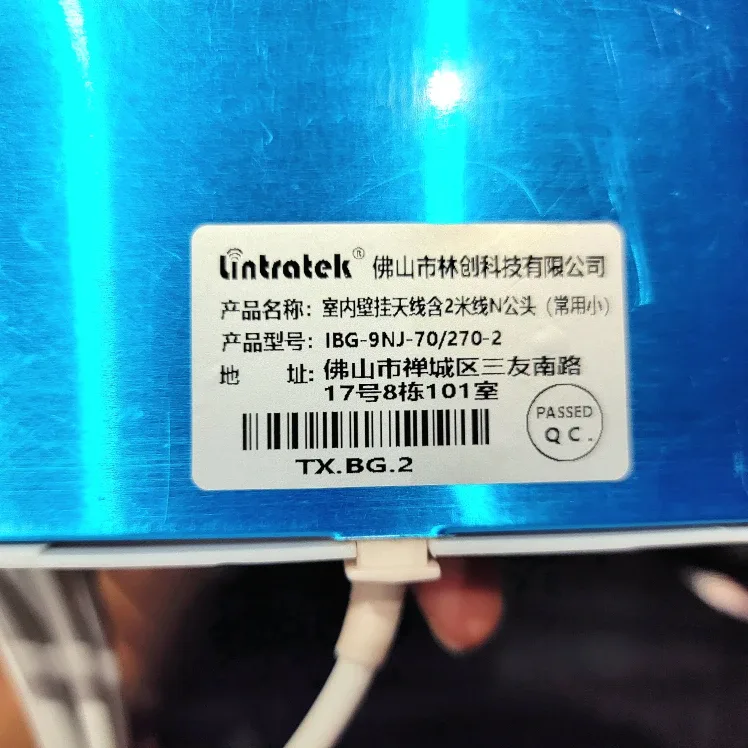 Lintratek® 佛山市林创科技有限公司
产品名称：室内壁挂天线含2米线N公头（常用小）
产品型号：IBG-9NJ-70/270-2
地 址：佛山市禅城区三友南路
17号8栋101室
PASSED
QC.
TX.BG.2